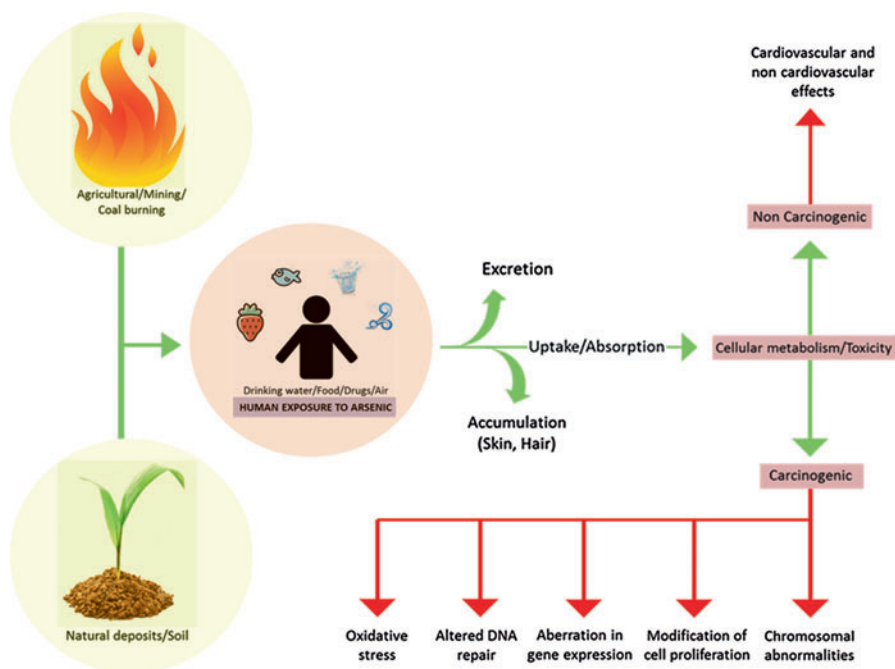 Agricultural/Mining/
Coal burning
Natural deposits/Soil
Drinking water/Food/Drugs/Air
HUMAN EXPOSURE TO ARSENIC
Excretion
Uptake/Absorption
Accumulation
(Skin, Hair)
Cardiovascular and
non cardiovascular
effects
Non Carcinogenic
Cellular metabolism/Toxicity
Carcinogenic
Oxidative
stress
Altered DNA
repair
Aberration in
gene expression
Modification of
cell proliferation
Chromosomal
abnormalities